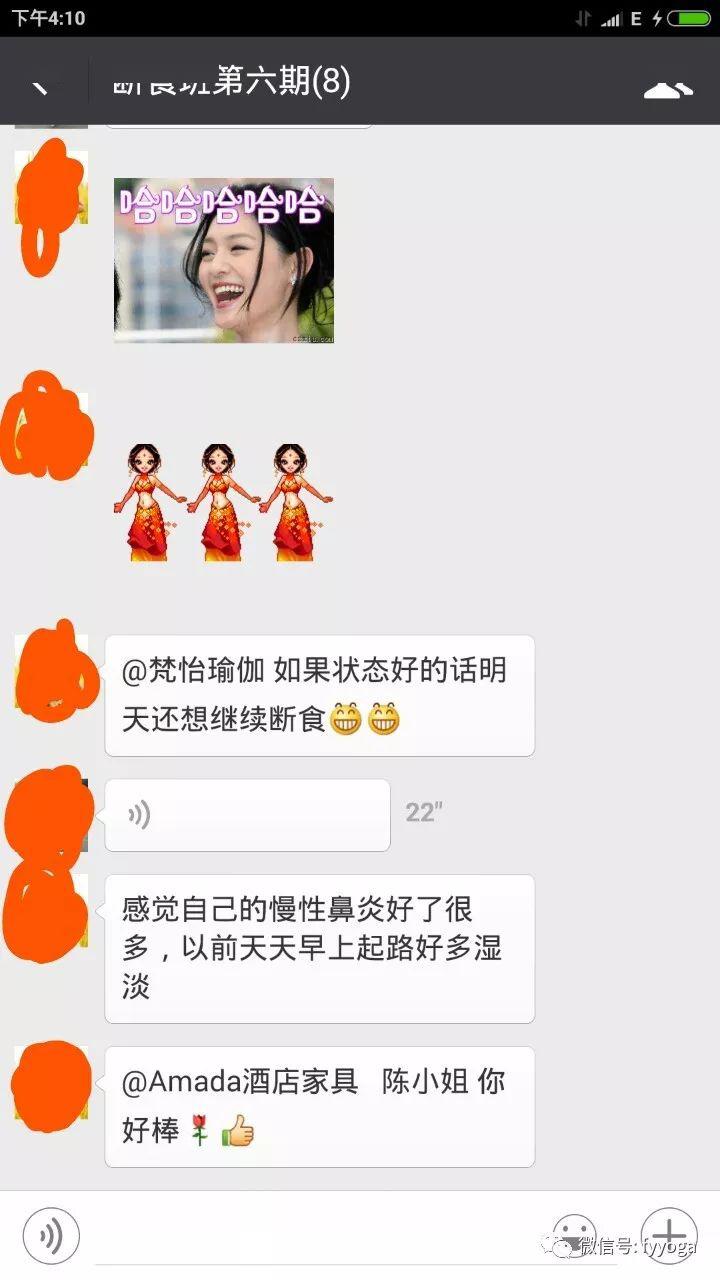 下午4:10
E
断食班第六期(8)
哈哈哈哈哈
@梵怡瑜伽 如果状态好的话明
天还想继续断食
22"
感觉自己的慢性鼻炎好了很
多，以前天天早上起路好多湿
淡
@Amada酒店家具 陈小姐 你
好棒
微信号: fyyoga